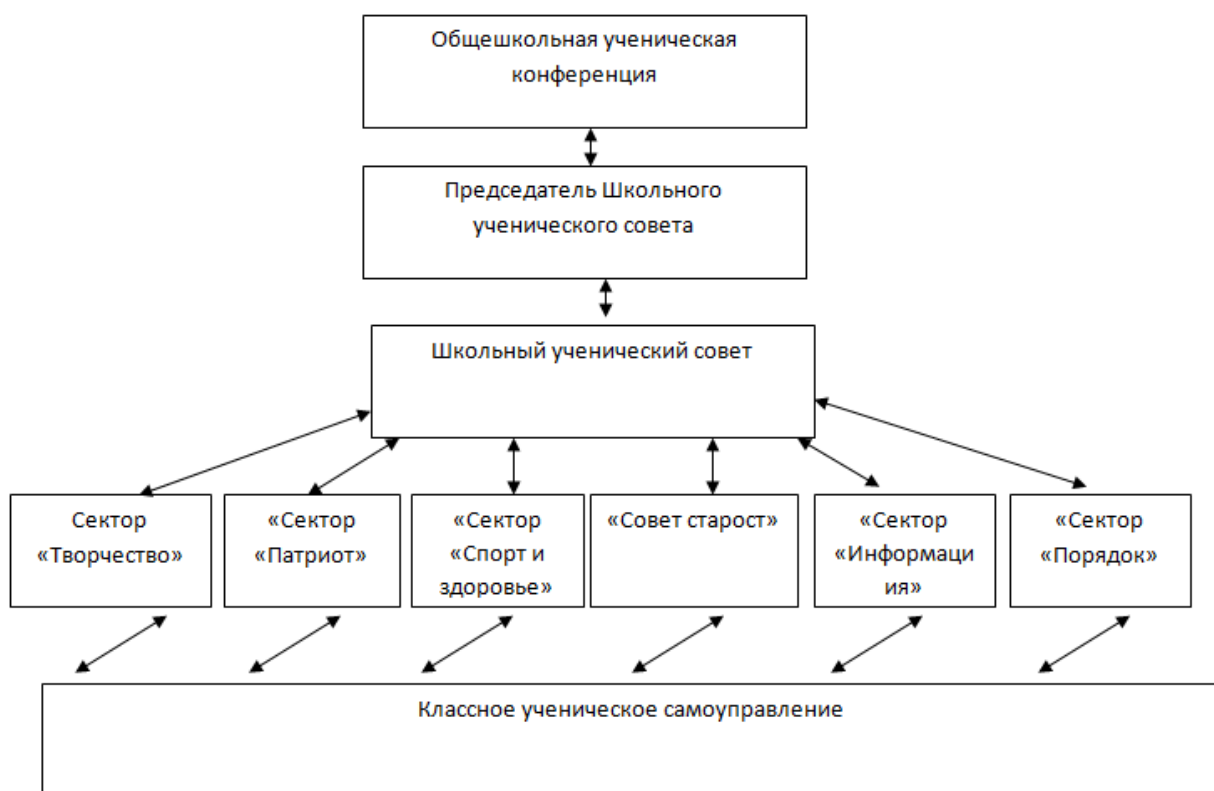 Общешкольная ученическая
конференция
Председатель Школьного
ученического совета
Школьный ученический совет
Сектор
«Творчество»
«Сектор
«Патриот»
«Сектор
«Спорт и
здоровье»
«Совет старост»
«Сектор
«Информаци
ия»
«Сектор
«Порядок»
Классное ученическое самоуправление